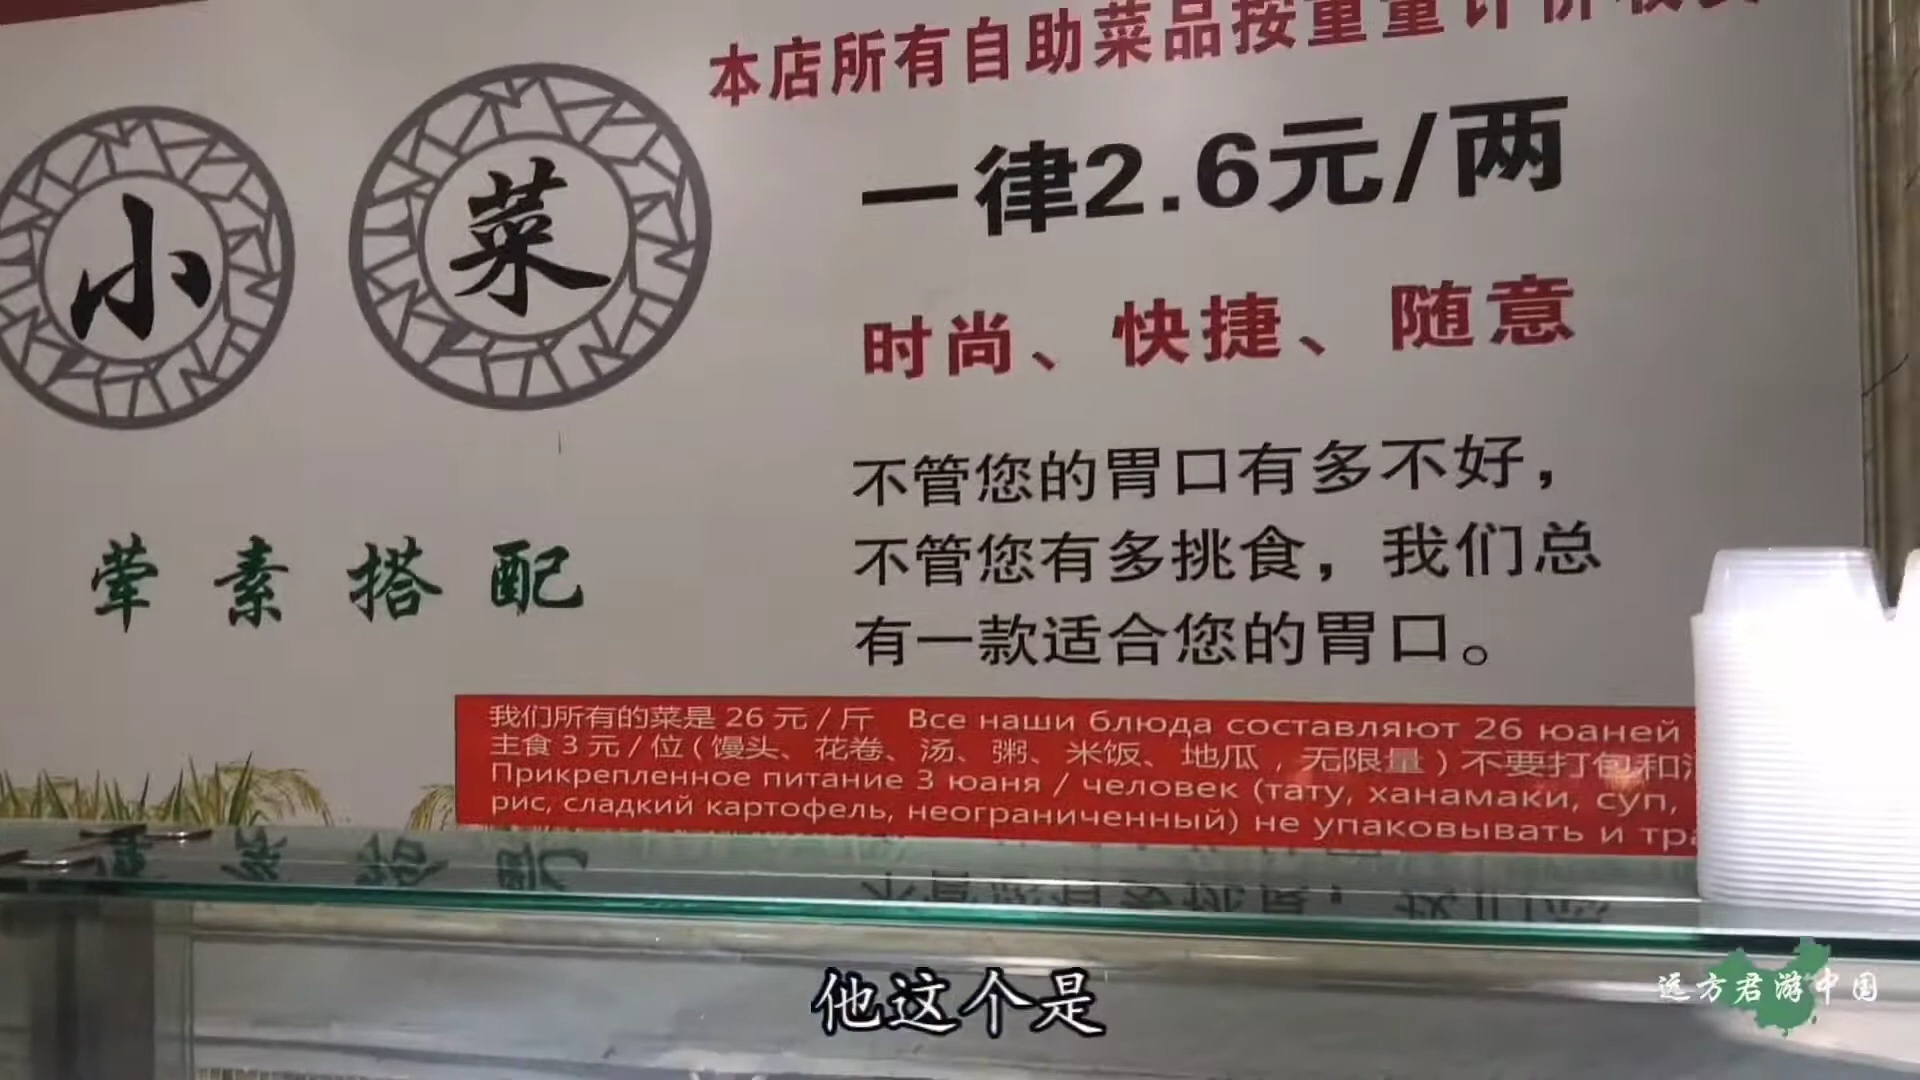 本店所有自助菜品按重量计价收费
小 菜
一律2.6元/两
时尚、快捷、随意
不管您的胃口有多不好，
不管您有多挑食，我们总
有一款适合您的胃口。
荤素搭配
我们所有的菜是 26 元 / 斤 Все наши блюда составляют 26 юаней
主食 3 元 / 位 ( 馒头、花卷、汤、粥、米饭、地瓜，无限量 ) 不要打包和
Прикрепленное питание 3 юаня / человек (тату, ханамаки, суп,
рис, сладкий картофель, неограниченный) не упаковывать и
他这个是
远方君游中国